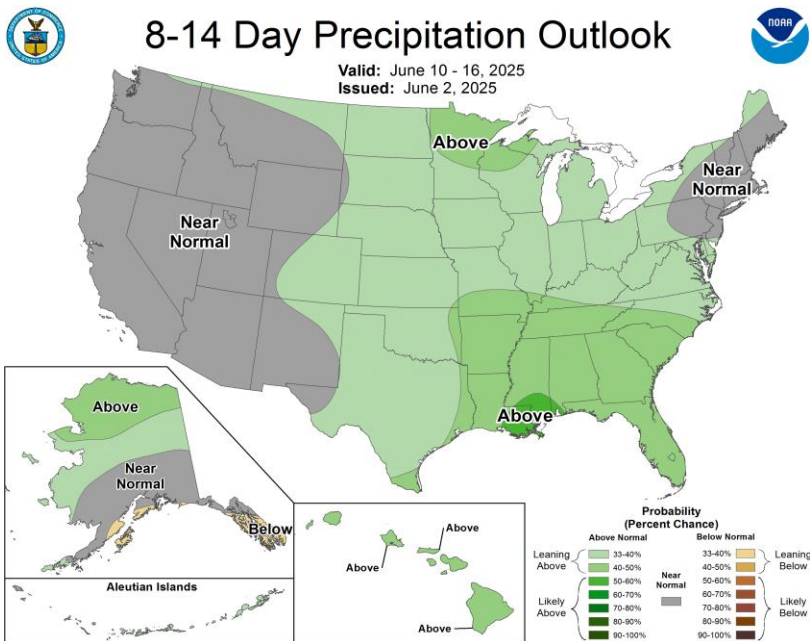 8-14 Day Precipitation Outlook
NOAA
Valid: June 10 - 16, 2025
Issued: June 2, 2025
Above
Near
Normal
Near
Normal
Above
Above
Near
Normal
Below
Aleutian Islands
Above
Above
Above
Probability
(Percent Chance)
Above Normal
Below Normal
Leaning
Above
33-40%
40-50%
Likely
Above
50-60%
60-70%
70-80%
80-90%
90-100%
Near
Normal
33-40%
40-50%
Leaning
Below
50-60%
60-70%
70-80%
80-90%
90-100%
Likely
Below